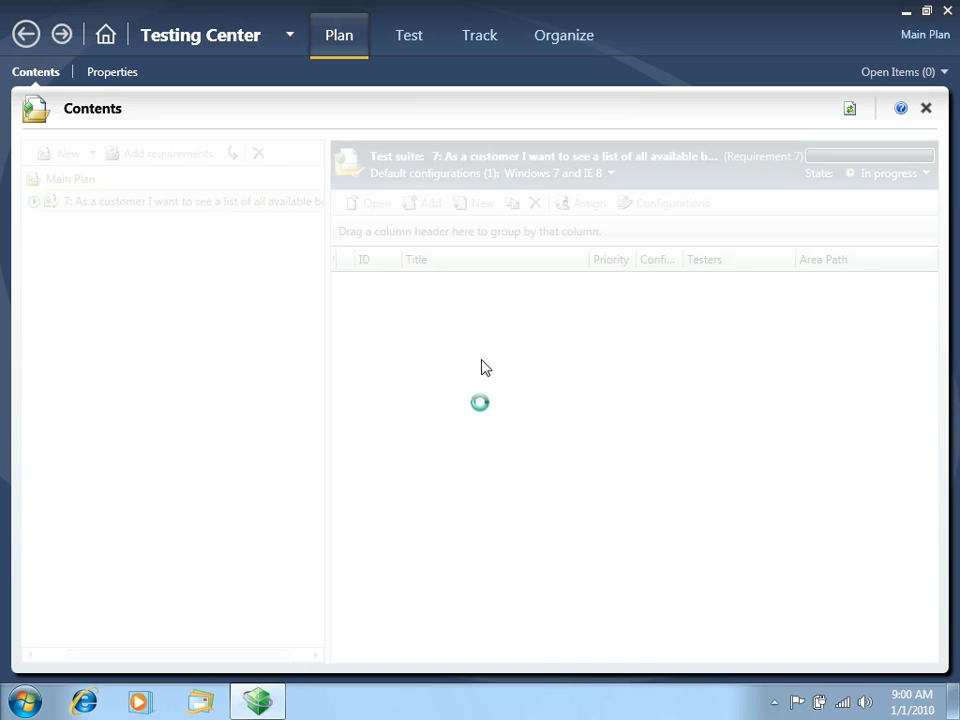 Testing Center
Plan
Test
Track
Organize
Main Plan
Contents
Properties
Open Items (0)
Contents
New
Add requirements
Main Plan
7: As a customer I want to see a list of all available br
Test suite: 7: As a customer I want to see a list of all available b... (Requirement 7)
Default configurations (1): Windows 7 and IE 8
State: In progress
Open
Add
New
Assign
Configurations
Drag a column header here to group by that column.
ID
Title
Priority
Confi...
Testers
Area Path
9:00 AM
1/1/2010